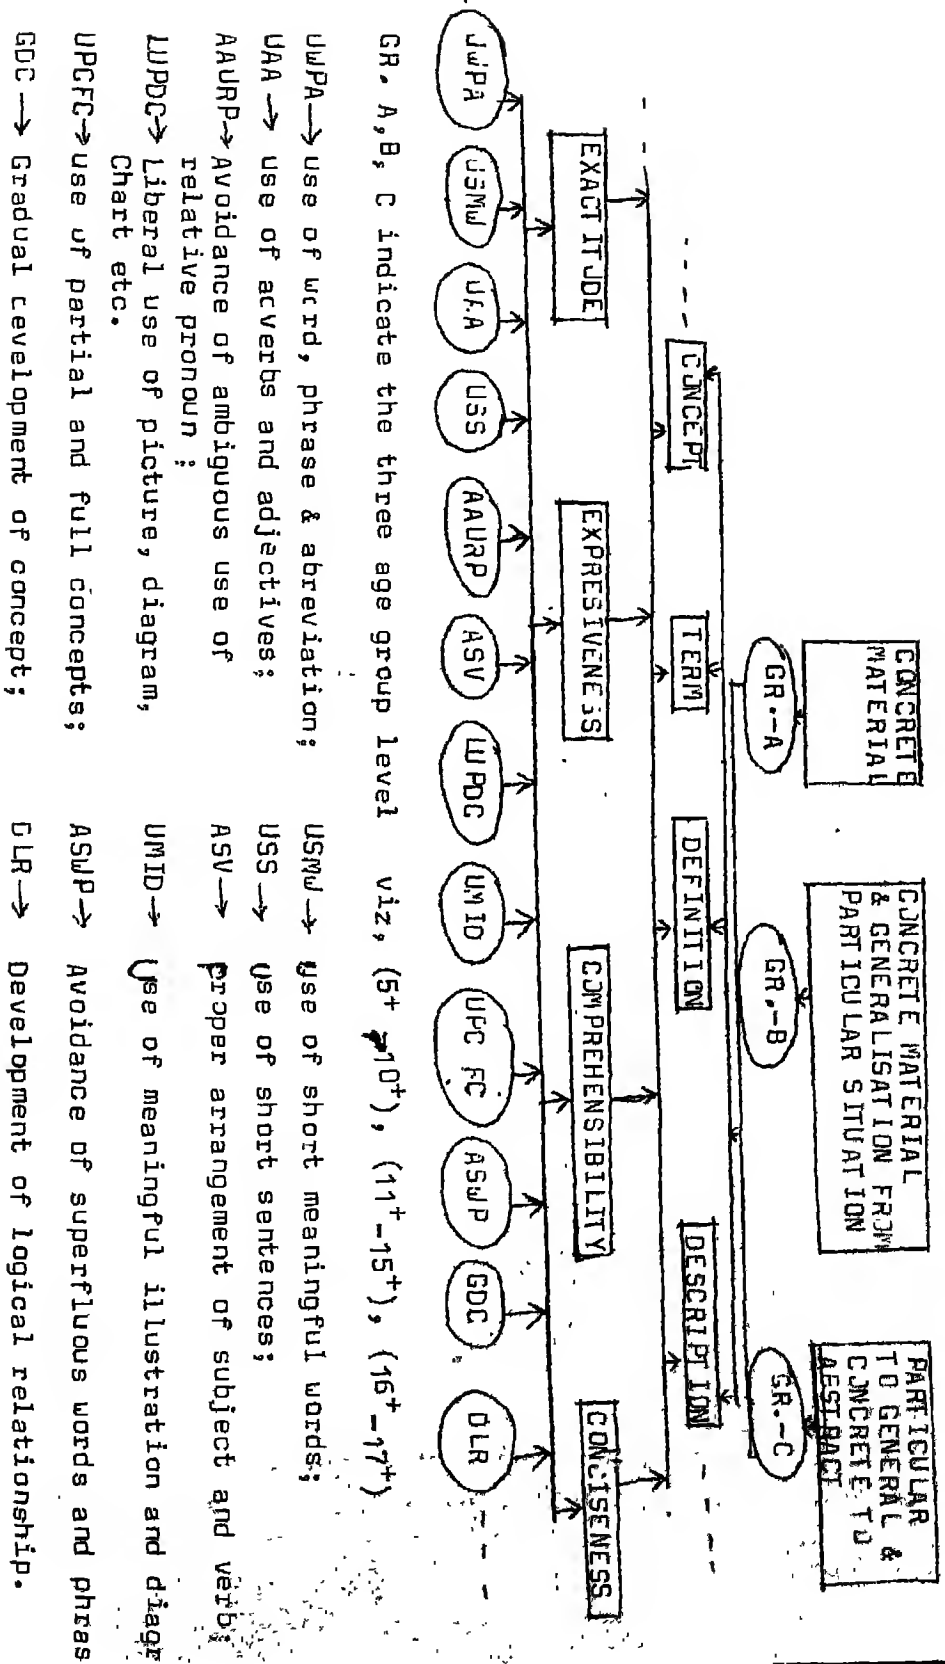 CONCRETE
MATERIAL
CONCRETE MATERIAL
& GENERALISATION FROM
PARTICULAR SITUATION
PARTICULAR
TO GENERAL &
CONCRETE TO
ABSTRACT
GR.-A
GR.-B
GR.-C
CONCEPT
TERM
DEFINITION
DESCRIPTION
EXACTITUDE
EXPRESIVENESS
COMPREHENSIBILITY
CONCISENESS
UWPA
USMW
UAA
USS
AAURP
ASV
LUPDC
UMID
UPC FC
ASWP
GDC
DLR
GR. A,B, C indicate the three age group level viz, (5+-10+), (11+-15+), (16+-17+)
UWPA→use of word, phrase & abreviation; USMW→ Use of short meaningful words;
UAA → use of adverbs and adjectives; USS → Use of short sentences;
AAURP→ Avoidance of ambiguous use of ASV → Proper arrangement of subject and verb;
relative pronoun ;
LUPDC→ Liberal use of picture, diagram, UMID→ Use of meaningful illustration and diagr
Chart etc.
UPCFC→use of partial and full concepts; ASWP→ Avoidance of superfluous words and phras
GDC → Gradual development of concept; DLR→ Development of logical relationship.